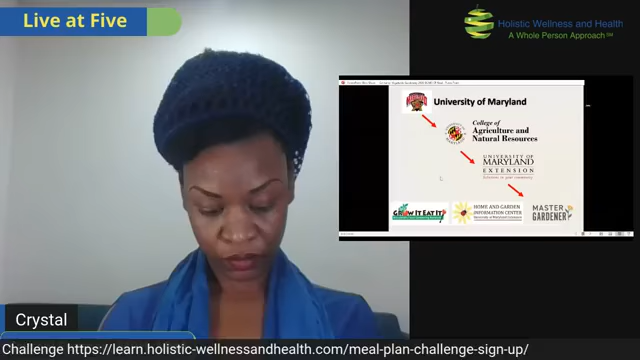 Live at Five
Holistic Wellness and Health
A Whole Person Approach℠
University of Maryland
College of
Agriculture and
Natural Resources
UNIVERSITY OF
MARYLAND
EXTENSION
GROW IT EAT IT
HOME AND GARDEN
INFORMATION CENTER
MASTER
GARDENER
Crystal
Challenge https://learn.holistic-wellnessandhealth.com/meal-plan-challenge-sign-up/